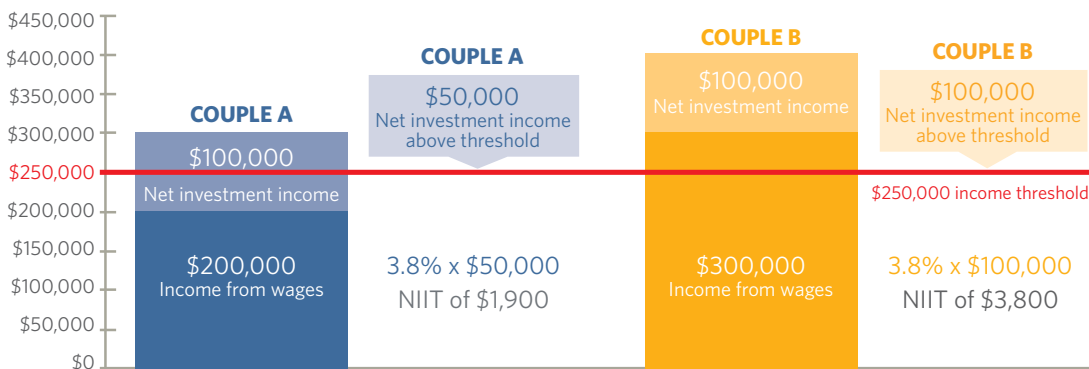 $450,000
$400,000
$350,000
$300,000
$250,000
$200,000
$150,000
$100,000
$50,000
$0
COUPLE A
$100,000
Net investment income
$200,000
Income from wages
COUPLE A
$50,000
Net investment income
above threshold
3.8% x $50,000
NIIT of $1,900
COUPLE B
$100,000
Net investment income
$300,000
Income from wages
COUPLE B
$100,000
Net investment income
above threshold
$250,000 income threshold
3.8% x $100,000
NIIT of $3,800